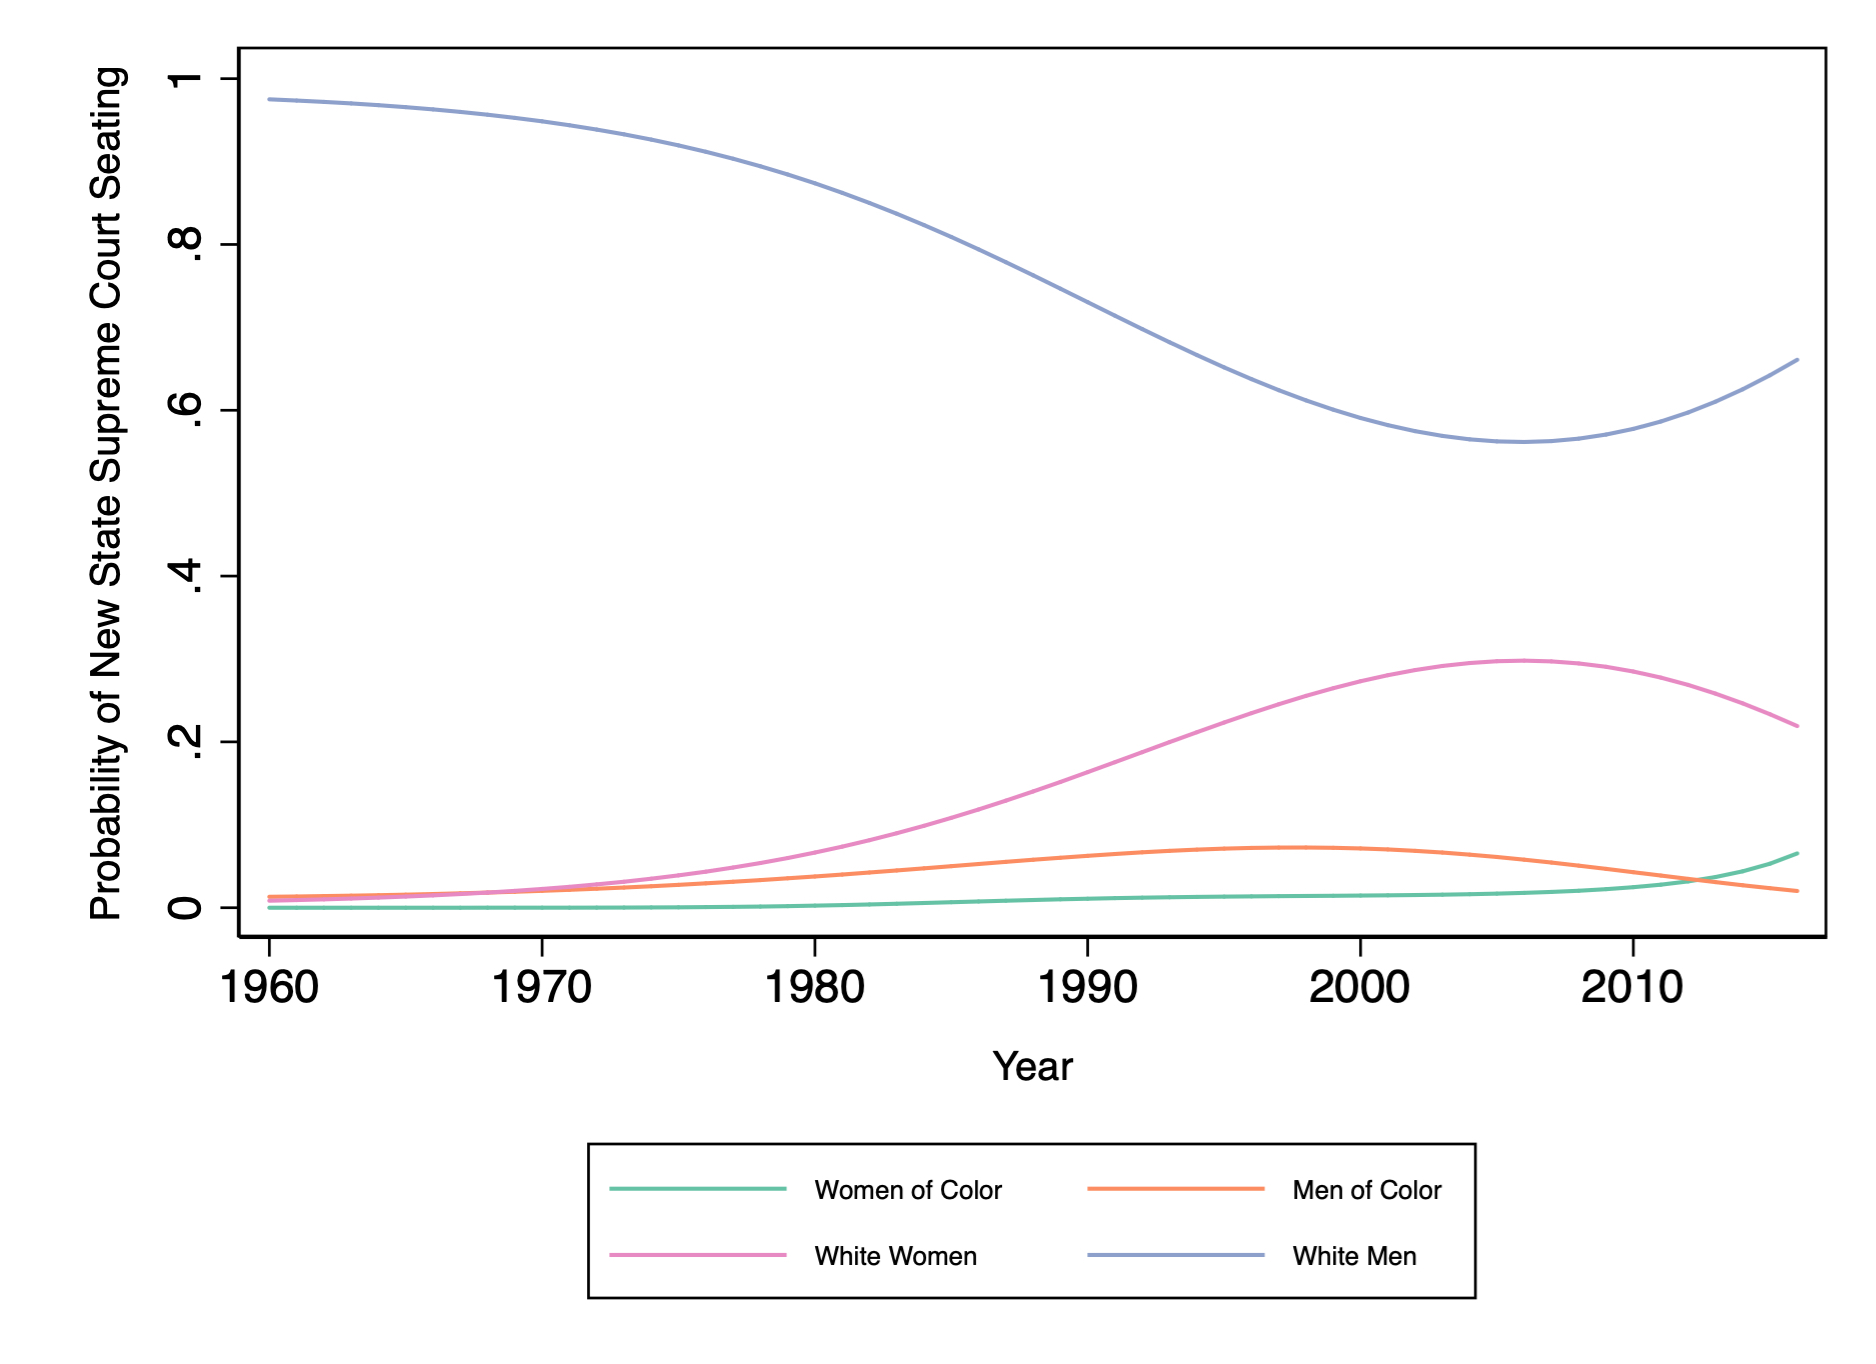 Probability of New State Supreme Court Seating
1
.8
.6
.4
.2
0
1960 1970 1980 1990 2000 2010
Year
Women of Color Men of Color
White Women White Men